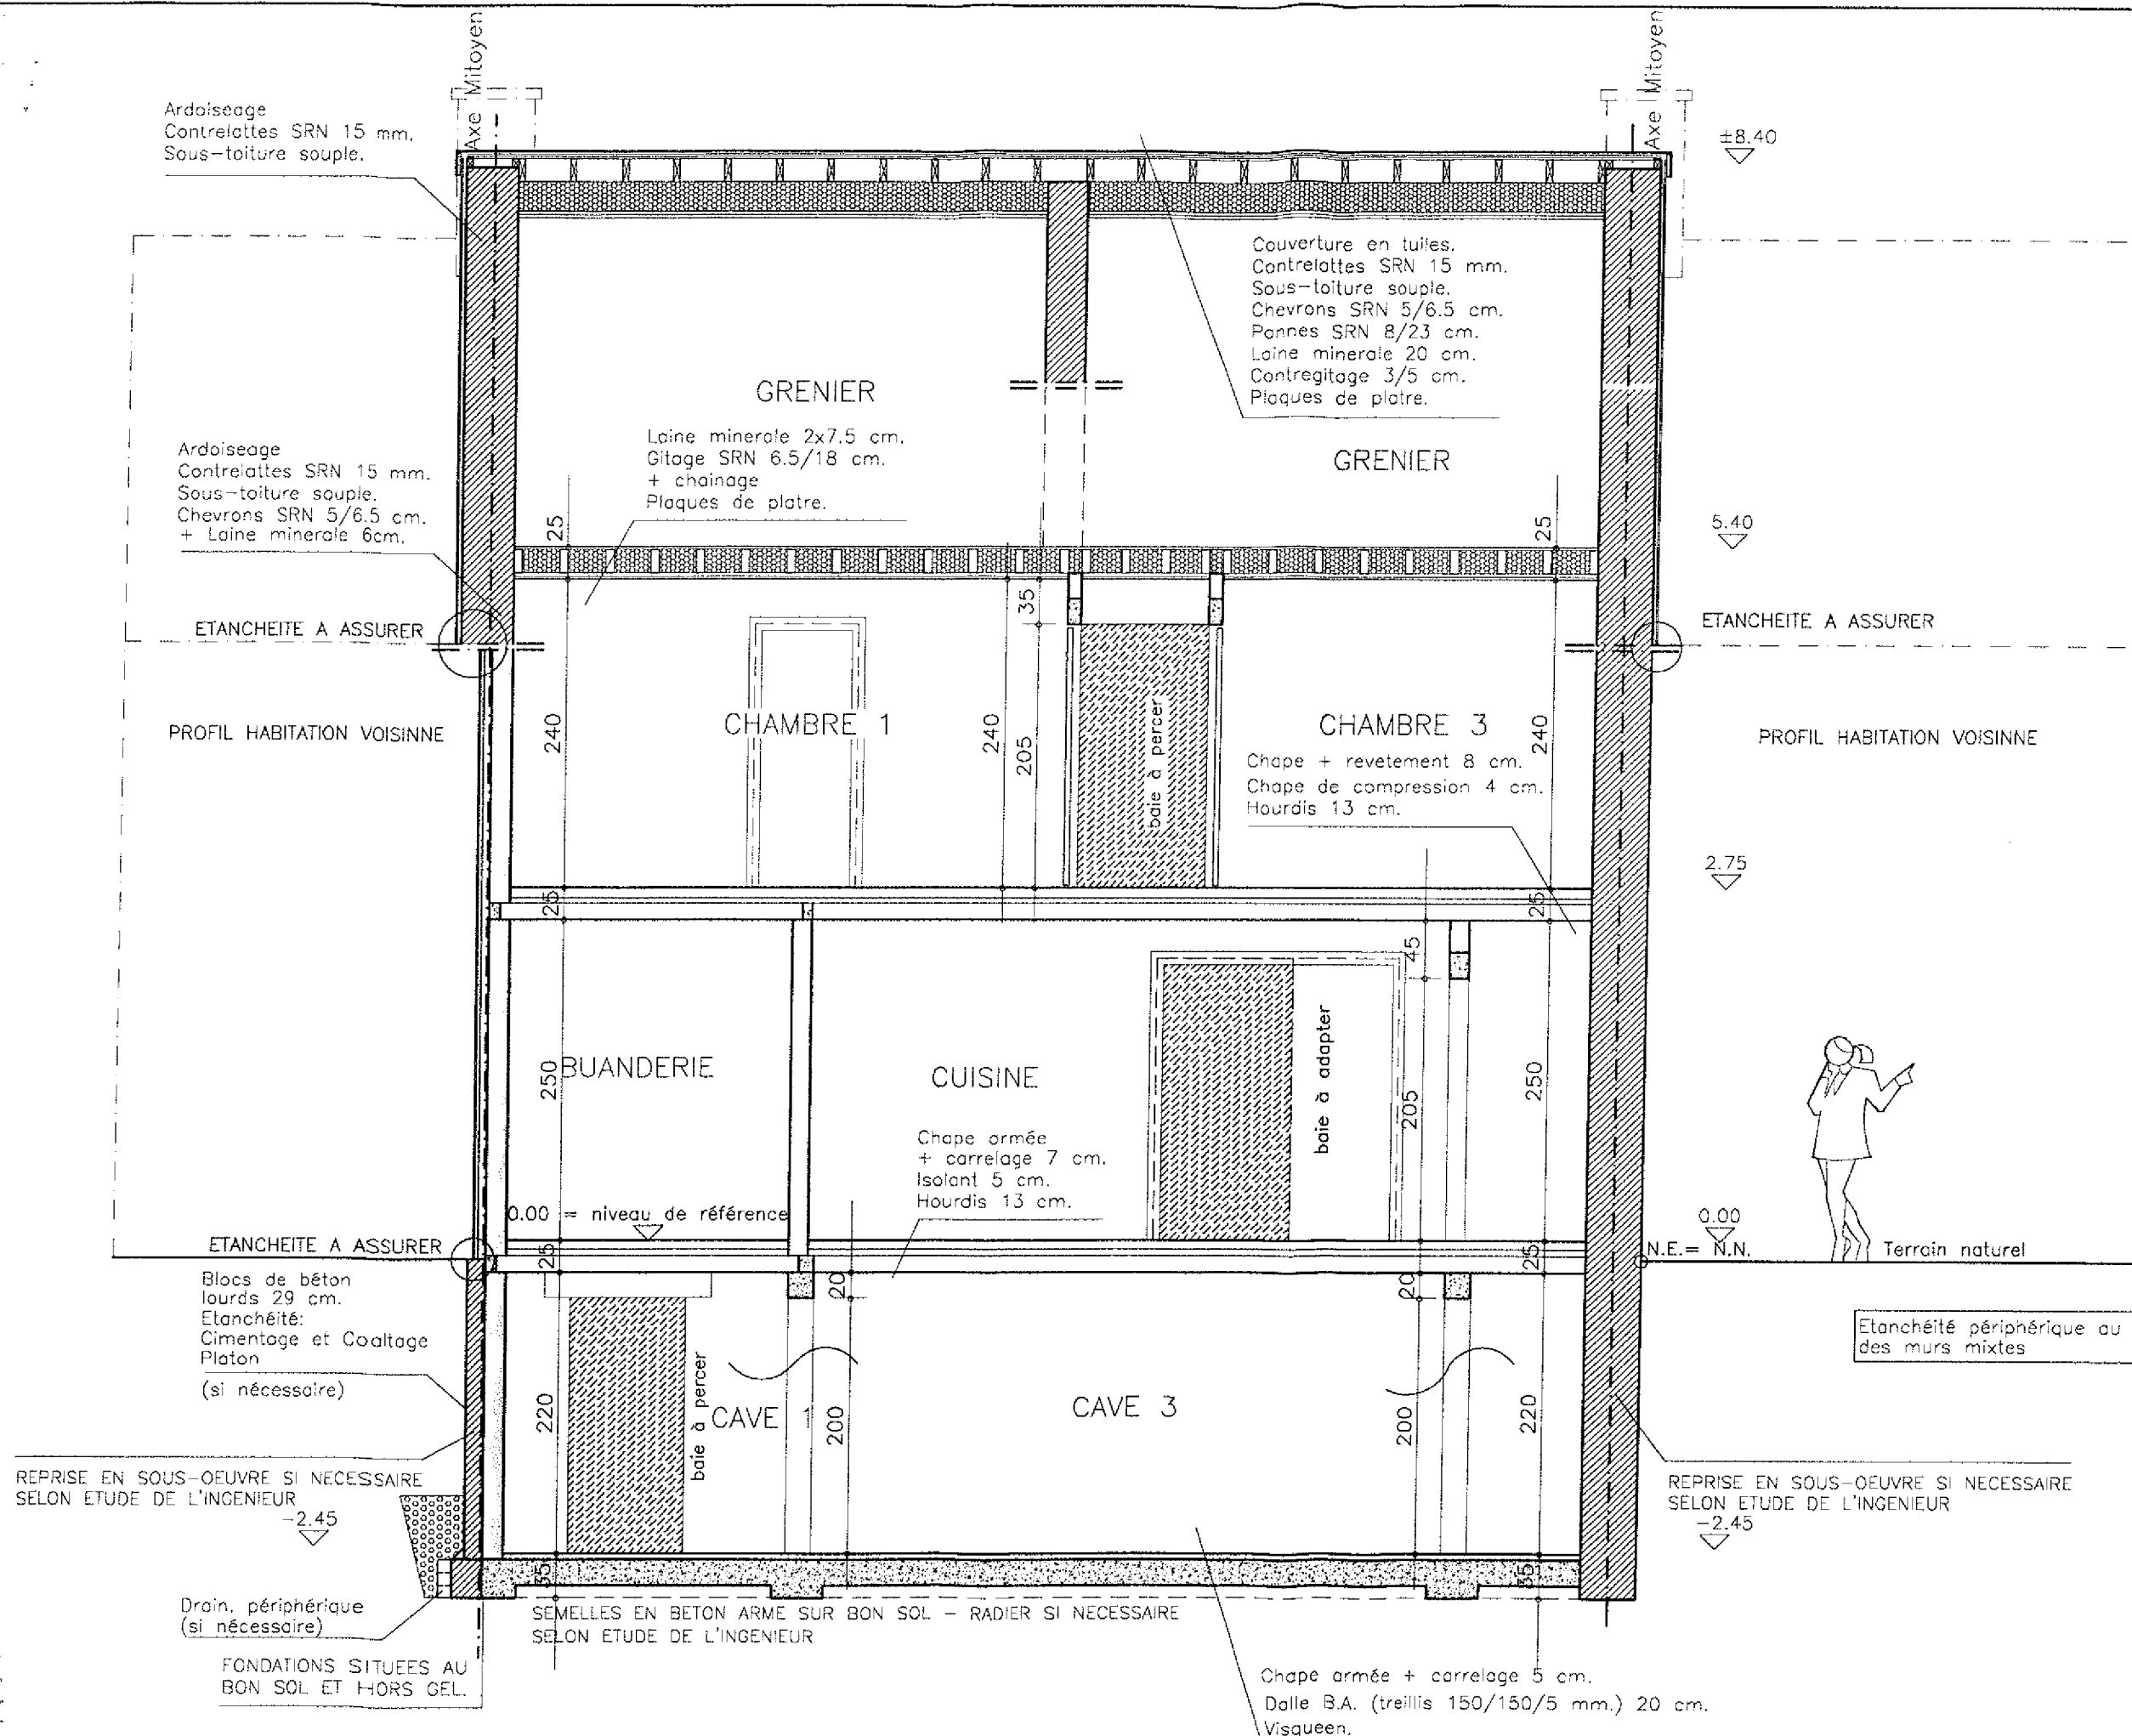 Axe Mitoyen
Axe Mitoyen
Ardoiseage
Contrelattes SRN 15 mm.
Sous-toiture souple.
±8.40
Couverture en tuiles.
Contrelattes SRN 15 mm.
Sous-toiture souple.
Chevrons SRN 5/6.5 cm.
Pannes SRN 8/23 cm.
Laine minerale 20 cm.
Contregitage 3/5 cm.
Plaques de platre.
GRENIER
Laine minerale 2x7.5 cm.
Gitage SRN 6.5/18 cm.
+ chainage
Plaques de platre.
GRENIER
Ardoiseage
Contrelattes SRN 15 mm.
Sous-toiture souple.
Chevrons SRN 5/6.5 cm.
+ Laine minerale 6cm.
25
25
5.40
35
ETANCHEITE A ASSURER
ETANCHEITE A ASSURER
PROFIL HABITATION VOISINNE
240
CHAMBRE 1
240
205
baie à percer
CHAMBRE 3
240
PROFIL HABITATION VOISINNE
Chape + revetement 8 cm.
Chape de compression 4 cm.
Hourdis 13 cm.
2.75
25
25
45
250
BUANDERIE
CUISINE
baie à adapter
205
250
Chape armée
+ carrelage 7 cm.
Isolant 5 cm.
Hourdis 13 cm.
0.00 = niveau de référence
0.00
N.E.= N.N.
Terrain naturel
ETANCHEITE A ASSURER
25
25
20
20
Blocs de béton
lourds 29 cm.
Etanchéité:
Cimentage et Coaltage
Platon
(si nécessaire)
Etanchéité périphérique au
des murs mixtes
220
baie à percer
CAVE 1
200
CAVE 3
200
220
REPRISE EN SOUS-OEUVRE SI NECESSAIRE
SELON ETUDE DE L'INGENIEUR
-2.45
REPRISE EN SOUS-OEUVRE SI NECESSAIRE
SELON ETUDE DE L'INGENIEUR
-2.45
35
35
Drain, périphérique
(si nécessaire)
SEMELLES EN BETON ARME SUR BON SOL - RADIER SI NECESSAIRE
SELON ETUDE DE L'INGENIEUR
FONDATIONS SITUEES AU
BON SOL ET HORS GEL.
Chape armée + carrelage 5 cm.
Dalle B.A. (treillis 150/150/5 mm.) 20 cm.
Visqueen.